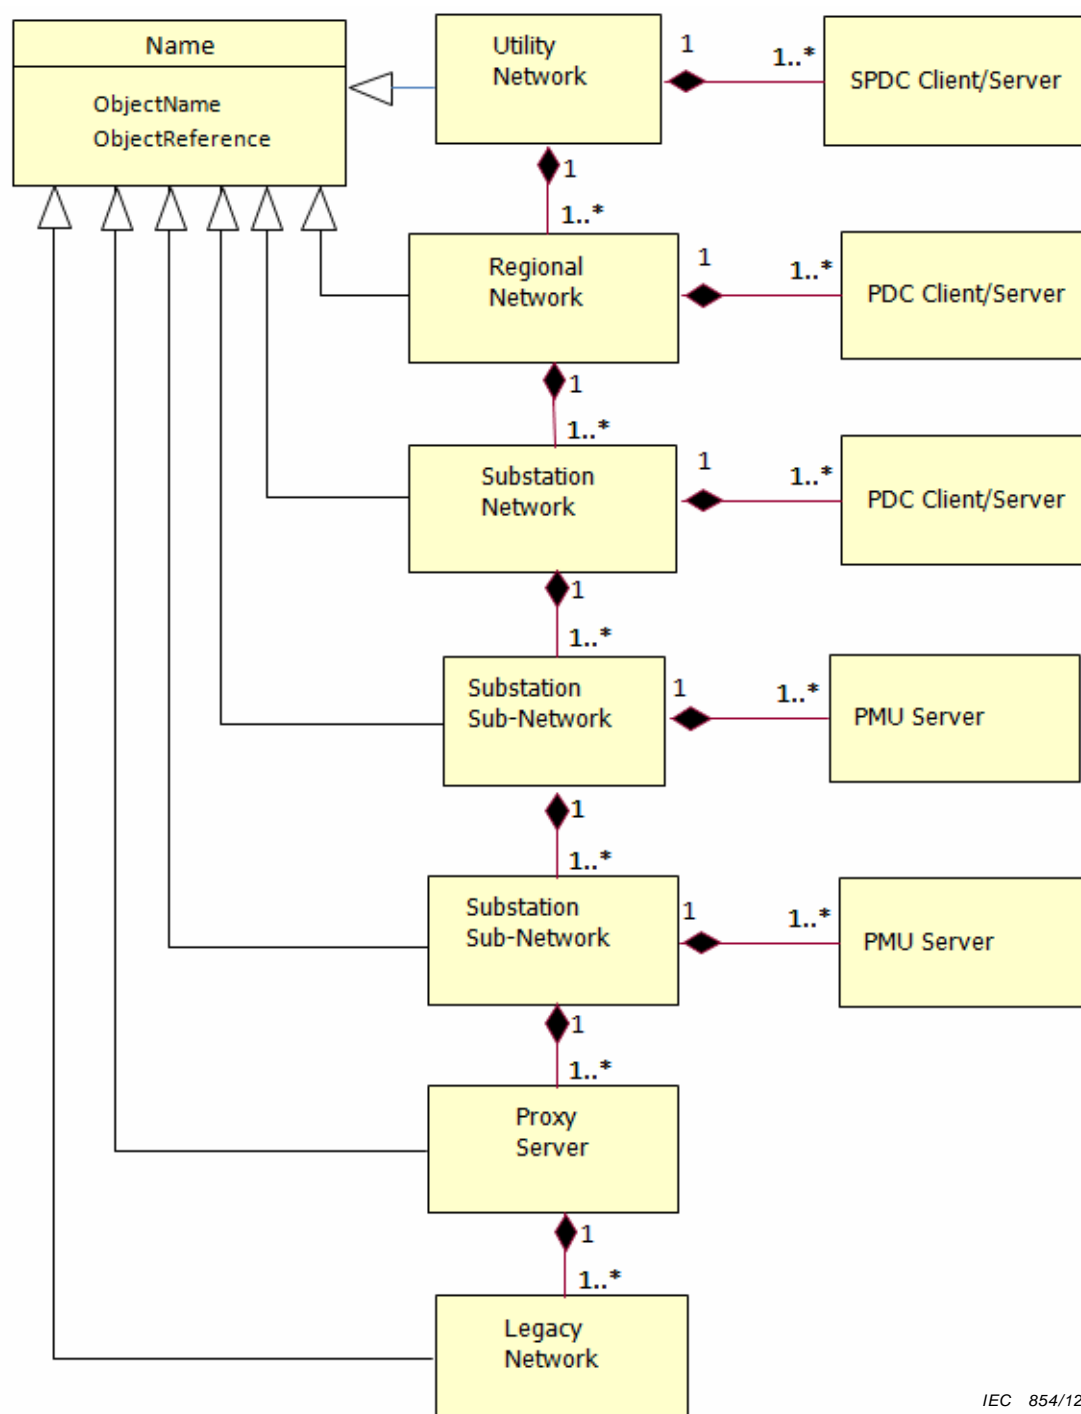 Name
ObjectName
ObjectReference
Utility
Network
1
1..*
SPDC Client/Server
1
1..*
Regional
Network
1
1..*
PDC Client/Server
1
1..*
Substation
Network
1
1..*
PDC Client/Server
1
1..*
Substation
Sub-Network
1
1..*
PMU Server
1
1..*
Substation
Sub-Network
1
1..*
PMU Server
1
1..*
Proxy
Server
1
1..*
Legacy
Network
IEC 854/12